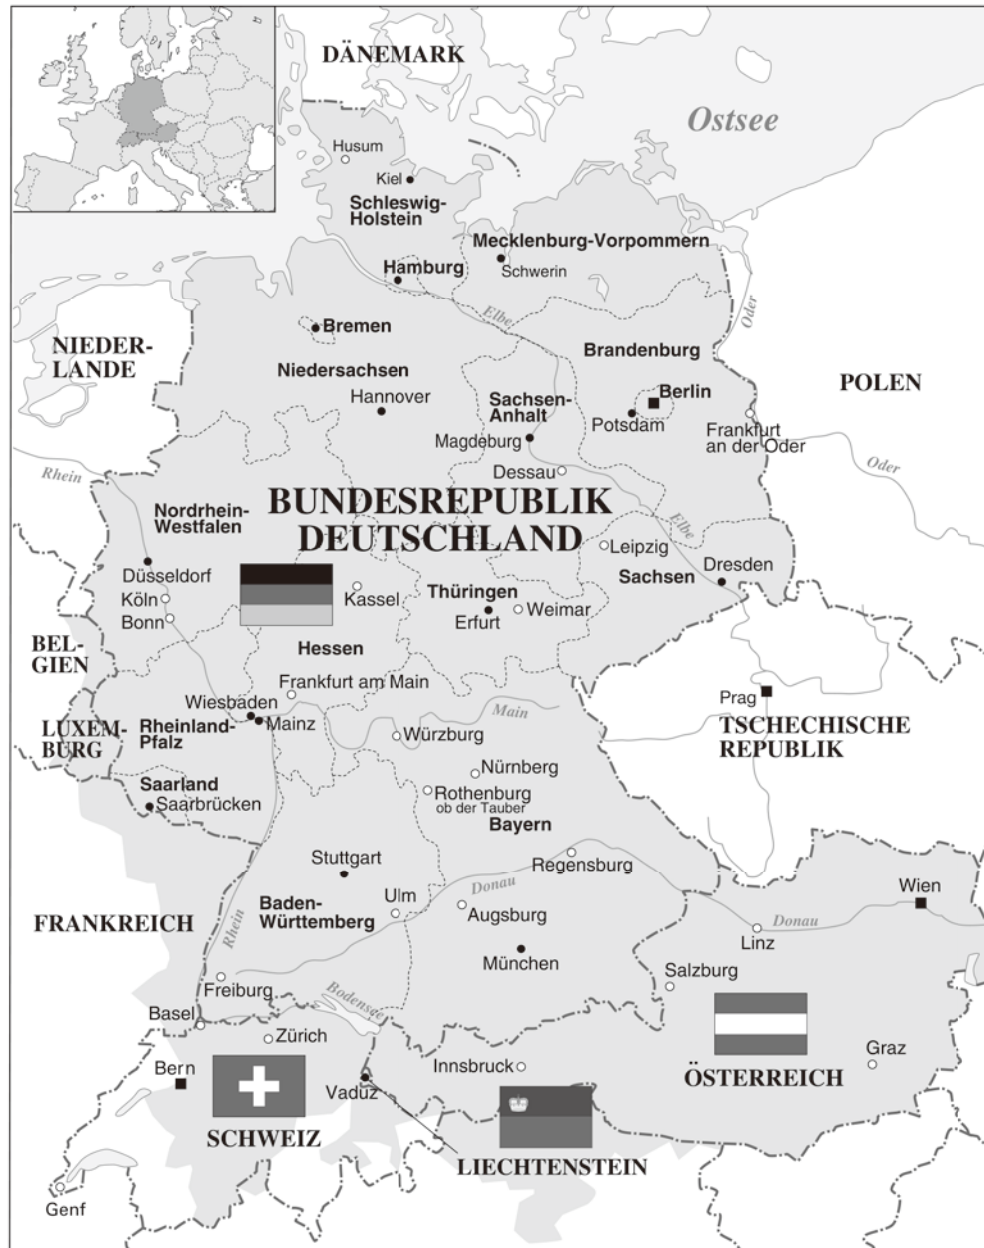 DÄNEMARK
Ostsee
Husum
Kiel
Schleswig-
Holstein
Mecklenburg-Vorpommern
Schwerin
Hamburg
Elbe
Oder
Bremen
NIEDER-
LANDE
Brandenburg
Niedersachsen
POLEN
Berlin
Hannover
Sachsen-
Anhalt
Potsdam
Frankfurt
an der Oder
Magdeburg
Oder
Rhein
Dessau
BUNDESREPUBLIK
DEUTSCHLAND
Nordrhein-
Westfalen
Elbe
Leipzig
Dresden
Düsseldorf
Sachsen
Köln
Kassel
Thüringen
Bonn
Erfurt
Weimar
BEL-
GIEN
Hessen
Frankfurt am Main
Wiesbaden
Main
Prag
LUXEM-
BURG
Rheinland-
Pfalz
Mainz
Würzburg
TSCHECHISCHE
REPUBLIK
Nürnberg
Saarland
Saarbrücken
Rothenburg
ob der Tauber
Bayern
Stuttgart
Regensburg
Donau
Wien
Ulm
Baden-
Württemberg
Augsburg
FRANKREICH
Rhein
Donau
Linz
München
Salzburg
Freiburg
Bodensee
Basel
Zürich
Graz
Bern
Innsbruck
ÖSTERREICH
Vaduz
SCHWEIZ
LIECHTENSTEIN
Genf